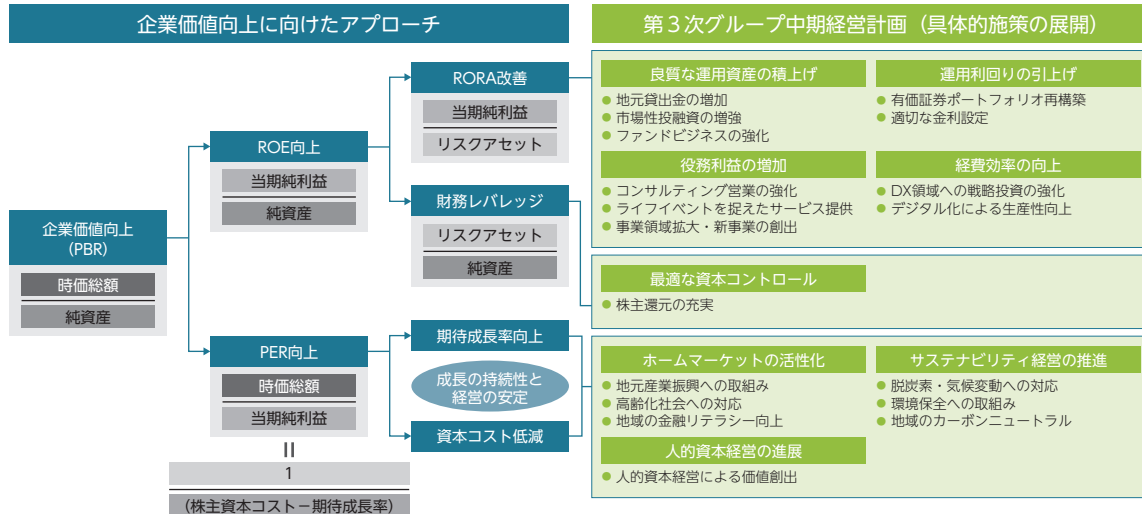 企業価値向上に向けたアプローチ
企業価値向上
(PBR)
時価総額
純資産
ROE向上
当期純利益
純資産
PER向上
時価総額
当期純利益
=
1
(株主資本コスト−期待成長率)
RORA改善
当期純利益
リスクアセット
財務レバレッジ
リスクアセット
純資産
期待成長率向上
成長の持続性と
経営の安定
資本コスト低減
第3次グループ中期経営計画(具体的施策の展開)
良質な運用資産の積上げ
● 地元貸出金の増加
● 市場性投融資の増強
● ファンドビジネスの強化
運用利回りの引上げ
● 有価証券ポートフォリオ再構築
● 適切な金利設定
役務利益の増加
● コンサルティング営業の強化
● ライフイベントを捉えたサービス提供
● 事業領域拡大・新事業の創出
経費効率の向上
● DX領域への戦略投資の強化
● デジタル化による生産性向上
最適な資本コントロール
● 株主還元の充実
ホームマーケットの活性化
● 地元産業振興への取組み
● 高齢化社会への対応
● 地域の金融リテラシー向上
サステナビリティ経営の推進
● 脱炭素・気候変動への対応
● 環境保全への取組み
● 地域のカーボンニュートラル
人的資本経営の進展
● 人的資本経営による価値創出